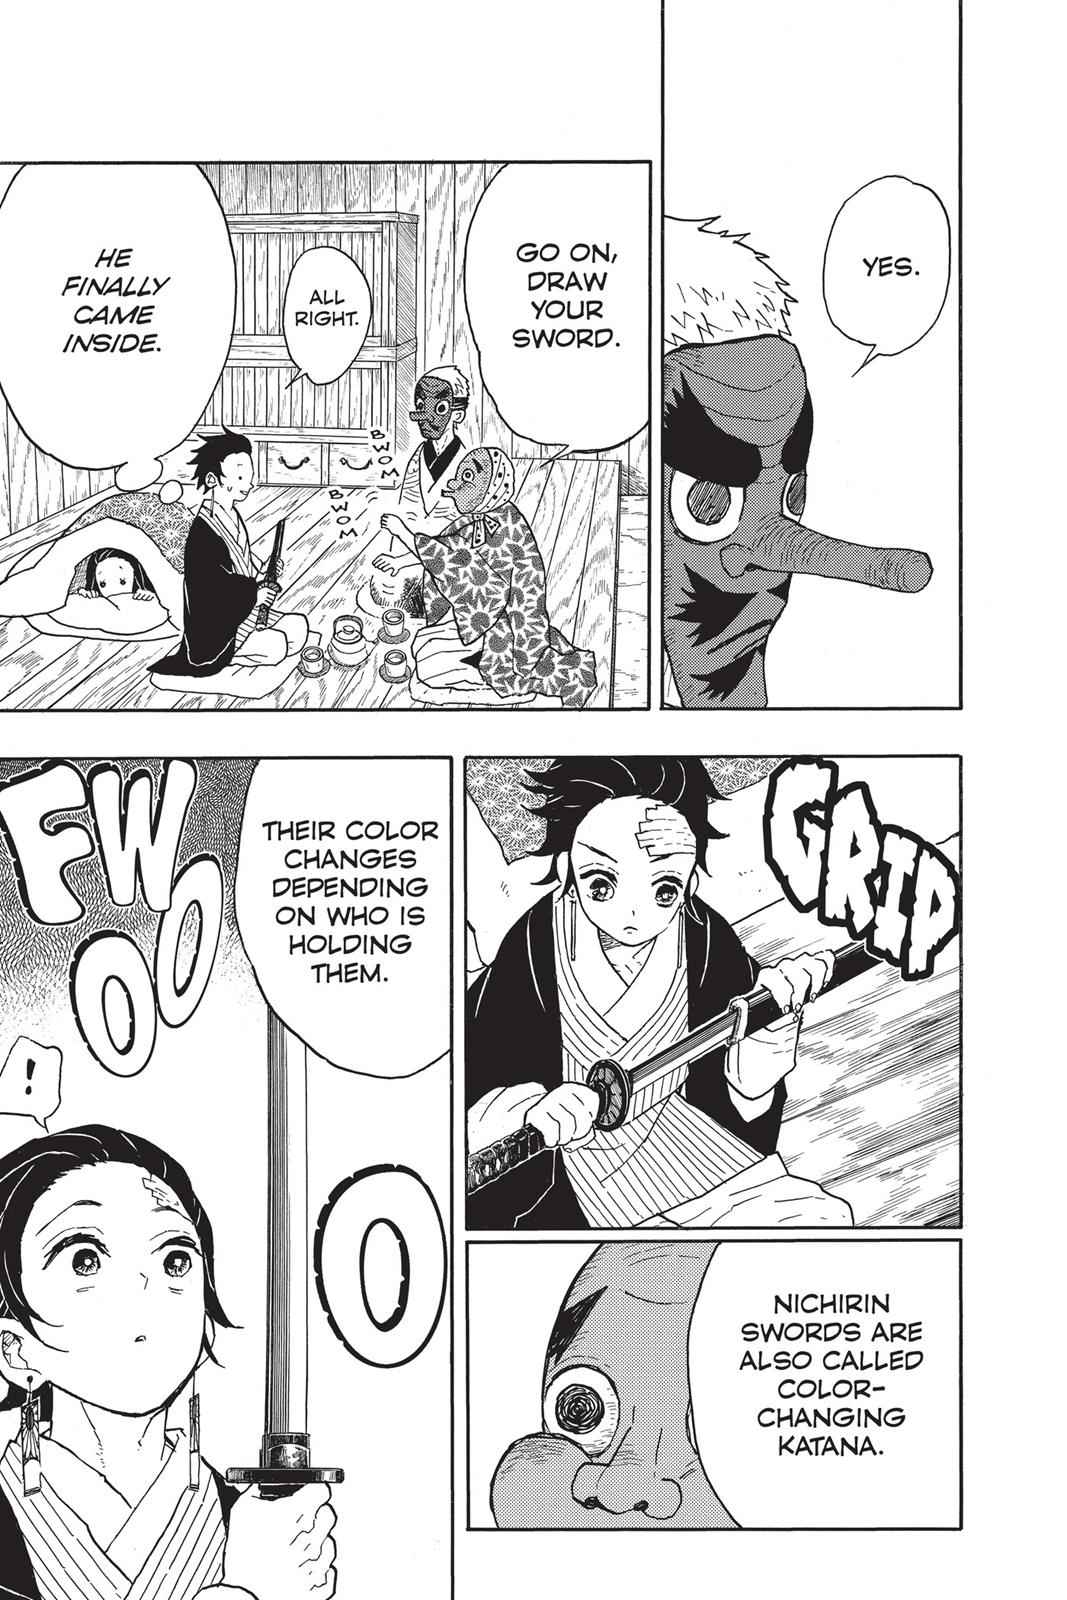 YES.
GO ON,
DRAW
YOUR
SWORD.
ALL
RIGHT.
BWOM
BWOM
HE
FINALLY
CAME
INSIDE.
GRIP
NICHIRIN
SWORDS ARE
ALSO CALLED
COLOR-
CHANGING
KATANA.
THEIR COLOR
CHANGES
DEPENDING
ON WHO IS
HOLDING
THEM.
FWOOO
!